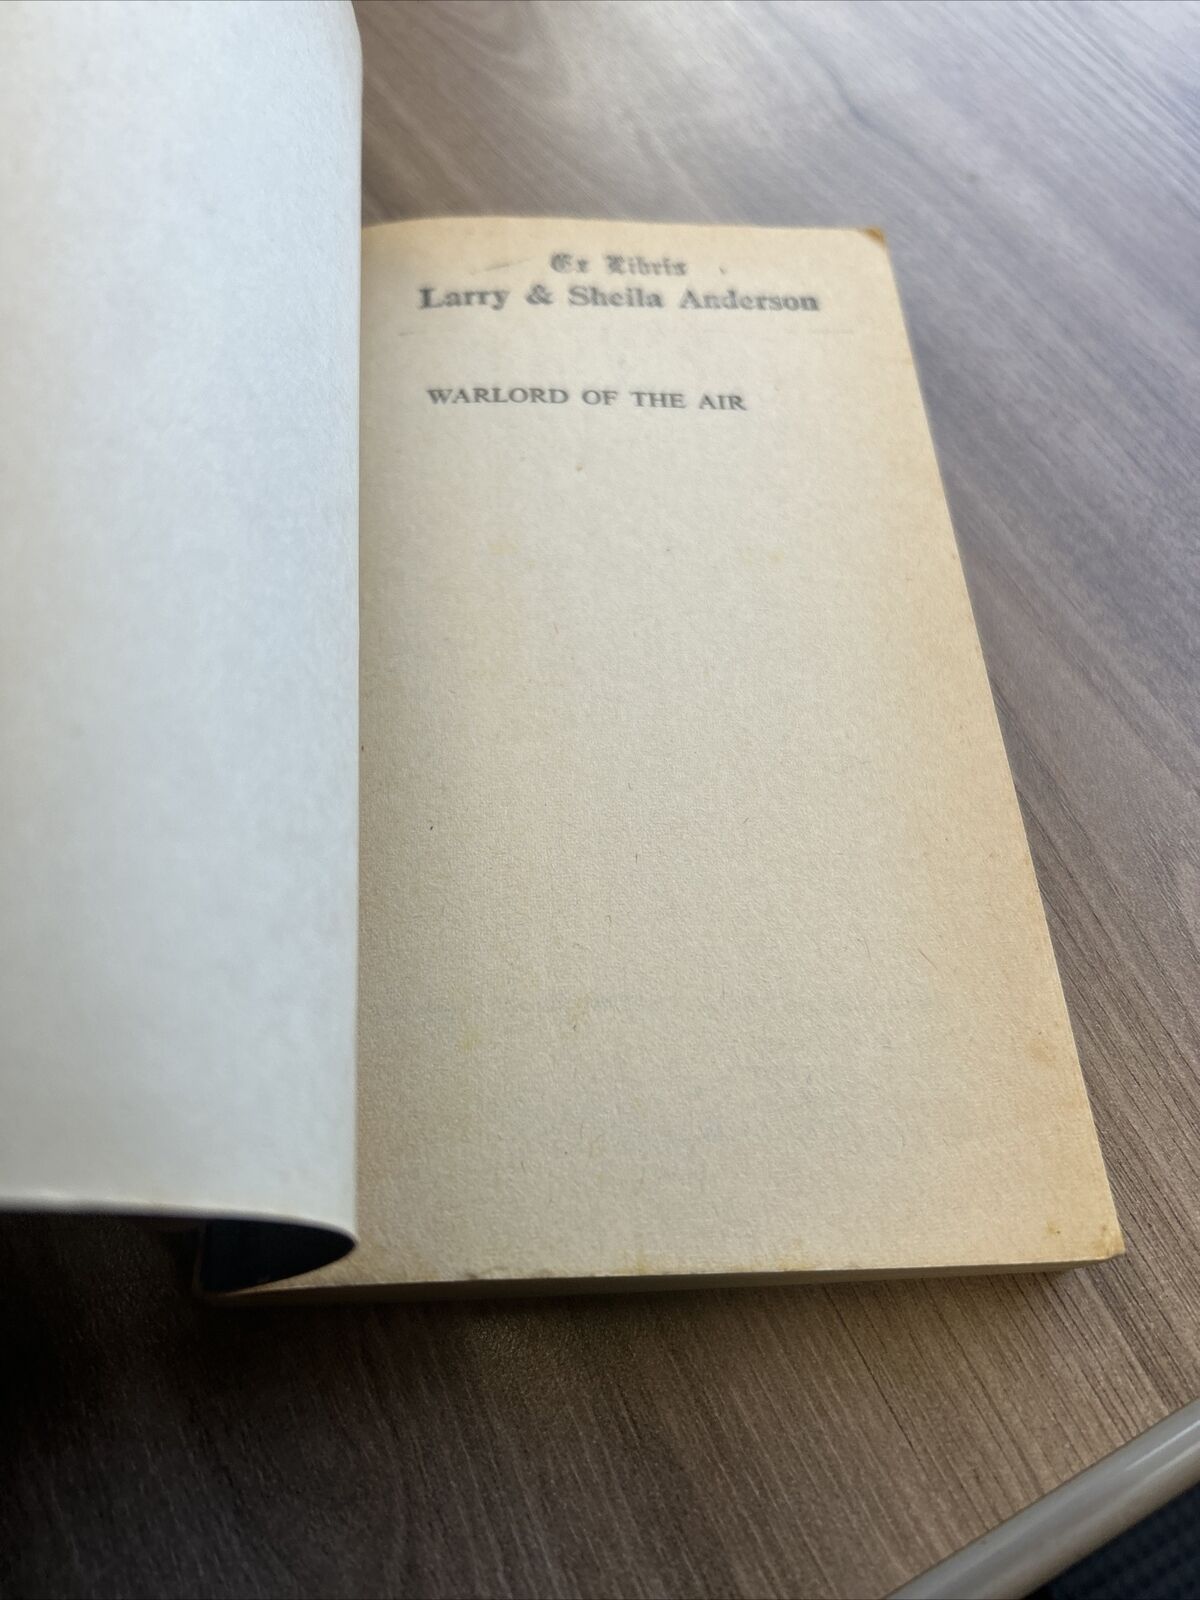 Ex Libris
Larry & Sheila Anderson
WARLORD OF THE AIR